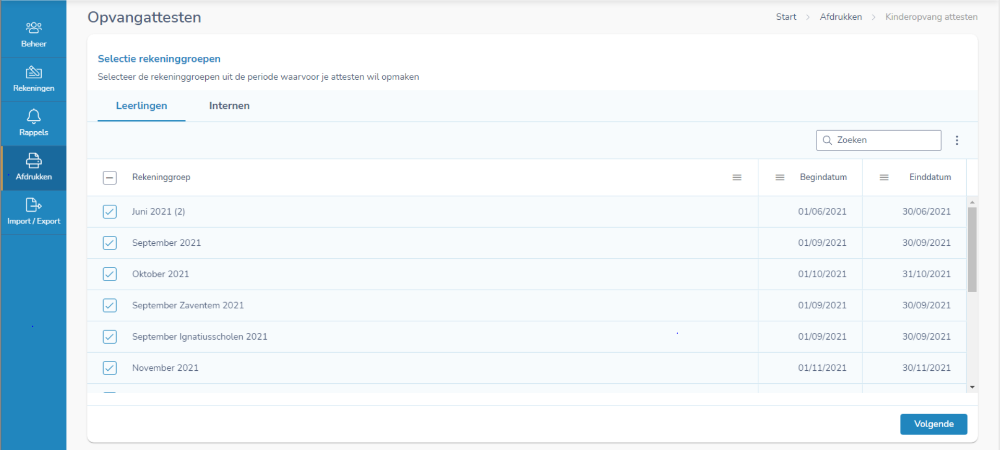 Opvangattesten
Start > Afdrukken > Kinderopvang attesten
Beheer
Rekeningen
Rappels
Afdrukken
Import / Export
Selectie rekeninggroepen
Selecteer de rekeninggroepen uit de periode waarvoor je attesten wil opmaken
Leerlingen Internen
Zoeken
Rekeninggroep Begindatum Einddatum
Juni 2021 (2) 01/06/2021 30/06/2021
September 2021 01/09/2021 30/09/2021
Oktober 2021 01/10/2021 31/10/2021
September Zaventem 2021 01/09/2021 30/09/2021
September Ignatiusscholen 2021 01/09/2021 30/09/2021
November 2021 01/11/2021 30/11/2021
Volgende